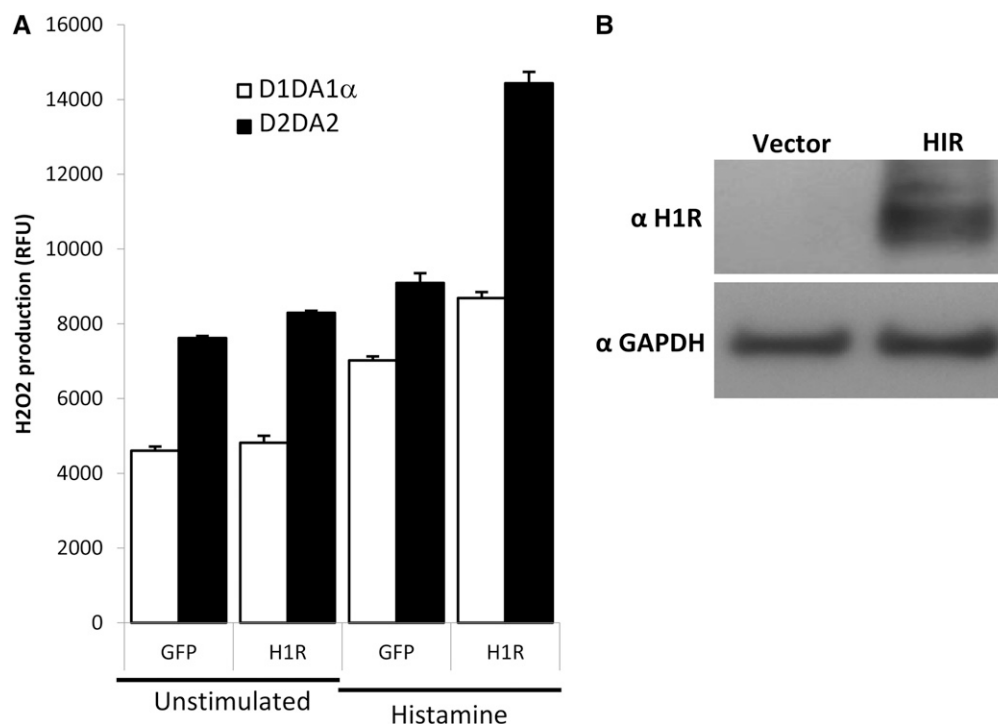 A
H2O2 production (RFU)
16000
14000
12000
10000
8000
6000
4000
2000
0
D1DA1α
D2DA2
GFP H1R GFP H1R
Unstimulated Histamine
B
Vector HIR
α H1R
α GAPDH